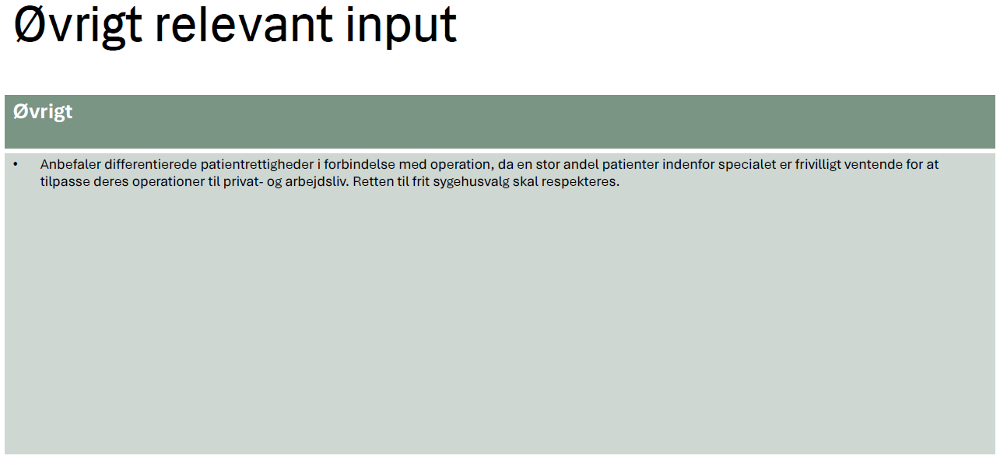 Øvrigt relevant input
Øvrigt
• Anbefaler differentierede patientrettigheder i forbindelse med operation, da en stor andel patienter indenfor specialet er frivilligt ventende for at
tilpasse deres operationer til privat- og arbejdsliv. Retten til frit sygehusvalg skal respekteres.